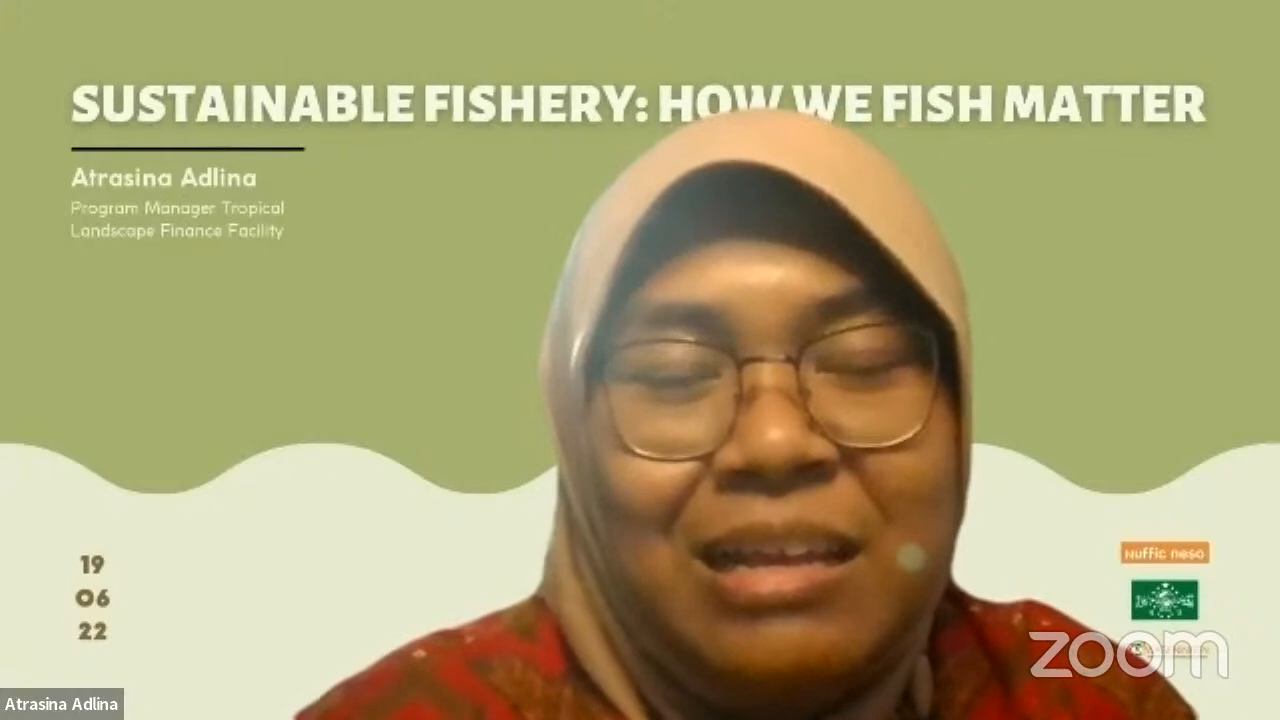 SUSTAINABLE FISHERY: HOW WE FISH MATTER
Atrasina Adlina
Program Manager Tropical
Landscape Finance Facility
19
06
22
Nuffic neso
zoom
Atrasina Adlina